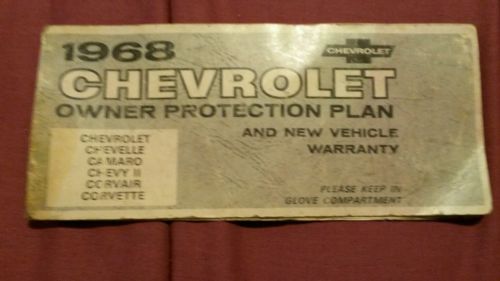 1968
CHEVROLET
CHEVROLET
OWNER PROTECTION PLAN
AND NEW VEHICLE
WARRANTY
CHEVROLET
CHEVELLE
CAMARO
CHEVY II
CORVAIR
CORVETTE
PLEASE KEEP IN
GLOVE COMPARTMENT